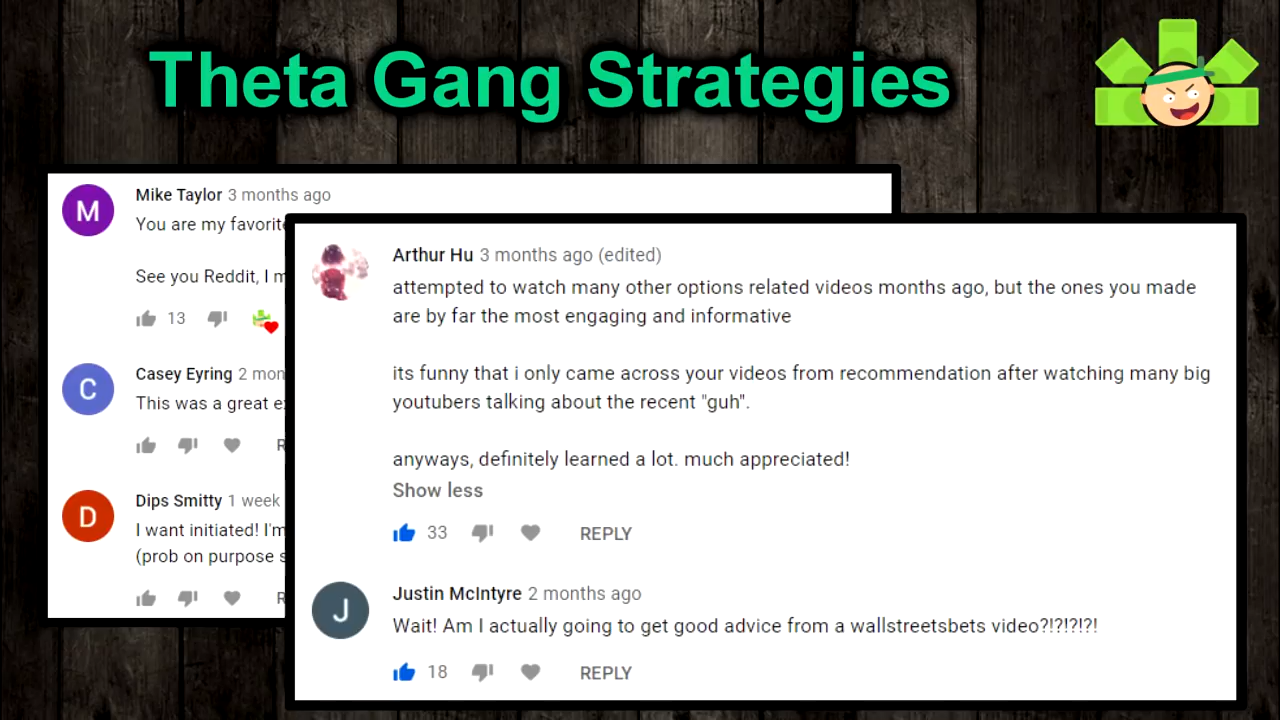 Theta Gang Strategies
M
Mike Taylor 3 months ago
You are my favorite
See you Reddit, I m
13
C
Casey Eyring 2 mon
This was a great e
R
D
Dips Smitty 1 week
I want initiated! I'm
(prob on purpose s
R
Arthur Hu 3 months ago (edited)
attempted to watch many other options related videos months ago, but the ones you made
are by far the most engaging and informative
its funny that i only came across your videos from recommendation after watching many big
youtubers talking about the recent "guh".
anyways, definitely learned a lot. much appreciated!
Show less
33 REPLY
J
Justin McIntyre 2 months ago
Wait! Am I actually going to get good advice from a wallstreetsbets video?!?!?!?!
18 REPLY